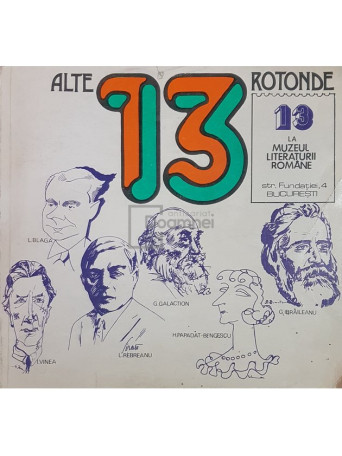 ALTE 13 ROTONDE
13
LA
MUZEUL
LITERATURII
ROMÂNE
str. Fundației, 4
BUCUREȘTI
L.BLAGA
G.GALACTION
G.IBRĂILEANU
I.VINEA
L.REBREANU
H.PAPADAT-BENGESCU